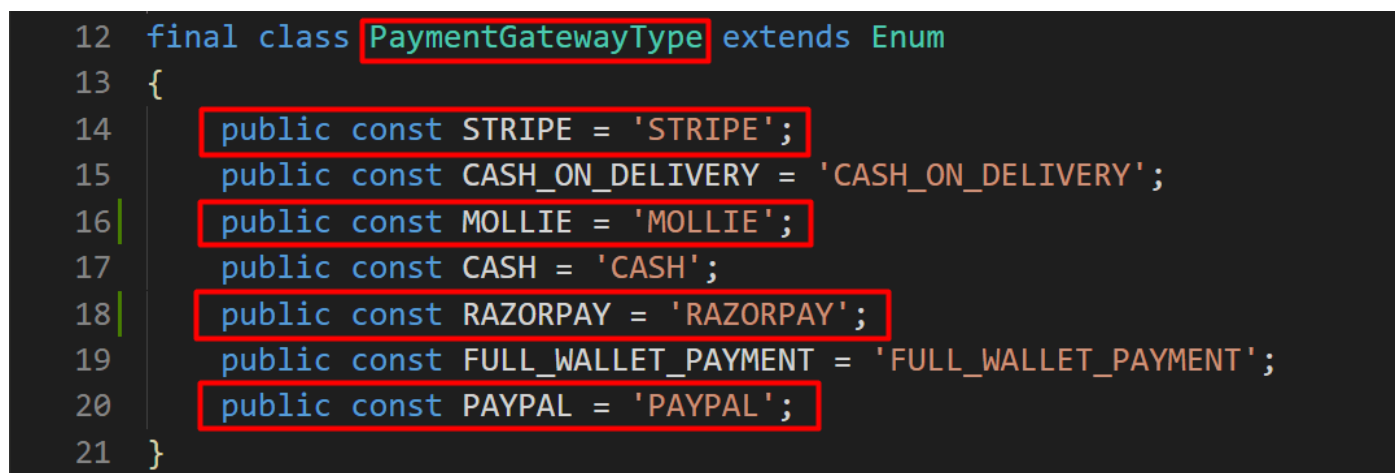 12 final class PaymentGatewayType extends Enum
13 {
14 public const STRIPE = 'STRIPE';
15 public const CASH_ON_DELIVERY = 'CASH_ON_DELIVERY';
16 public const MOLLIE = 'MOLLIE';
17 public const CASH = 'CASH';
18 public const RAZORPAY = 'RAZORPAY';
19 public const FULL_WALLET_PAYMENT = 'FULL_WALLET_PAYMENT';
20 public const PAYPAL = 'PAYPAL';
21 }